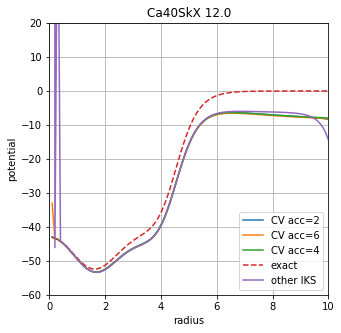 Ca40SkX 12.0
20
10
0
−10
−20
−30
−40
−50
−60
potential
CV acc=2
CV acc=6
CV acc=4
exact
other IKS
0
2
4
6
8
10
radius